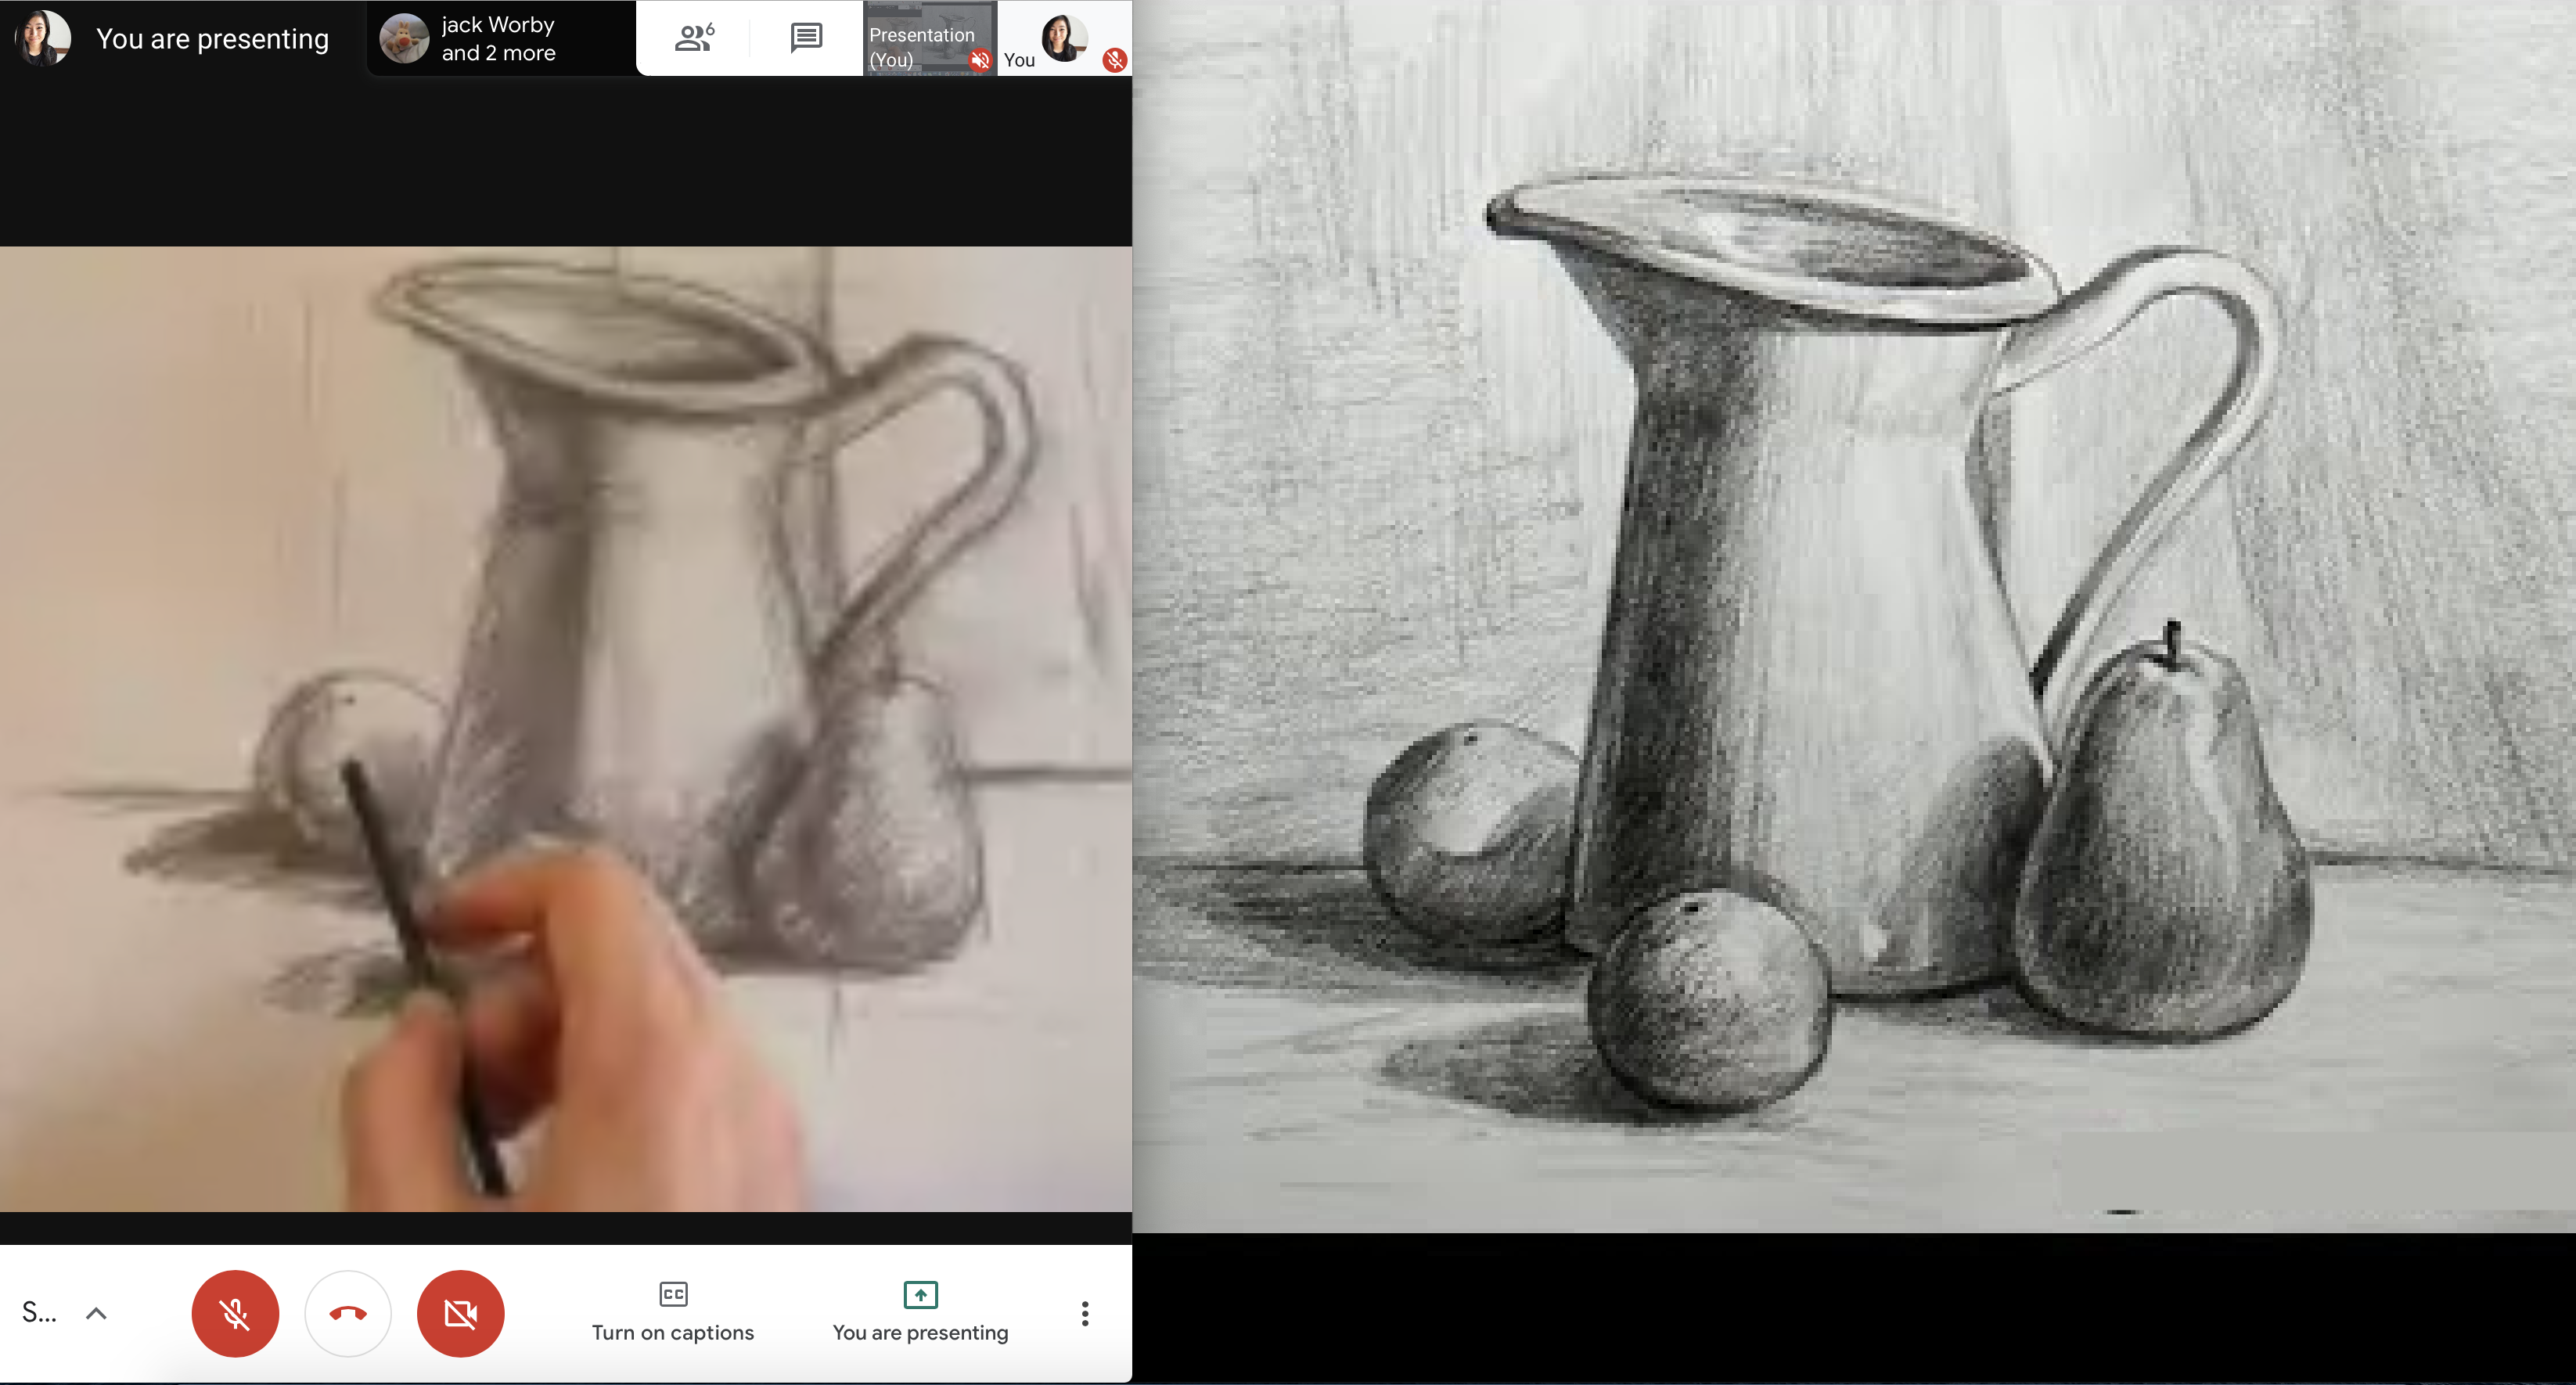 You are presenting
jack Worby
and 2 more
6
Presentation
(You)
You
S...
CC
Turn on captions
You are presenting